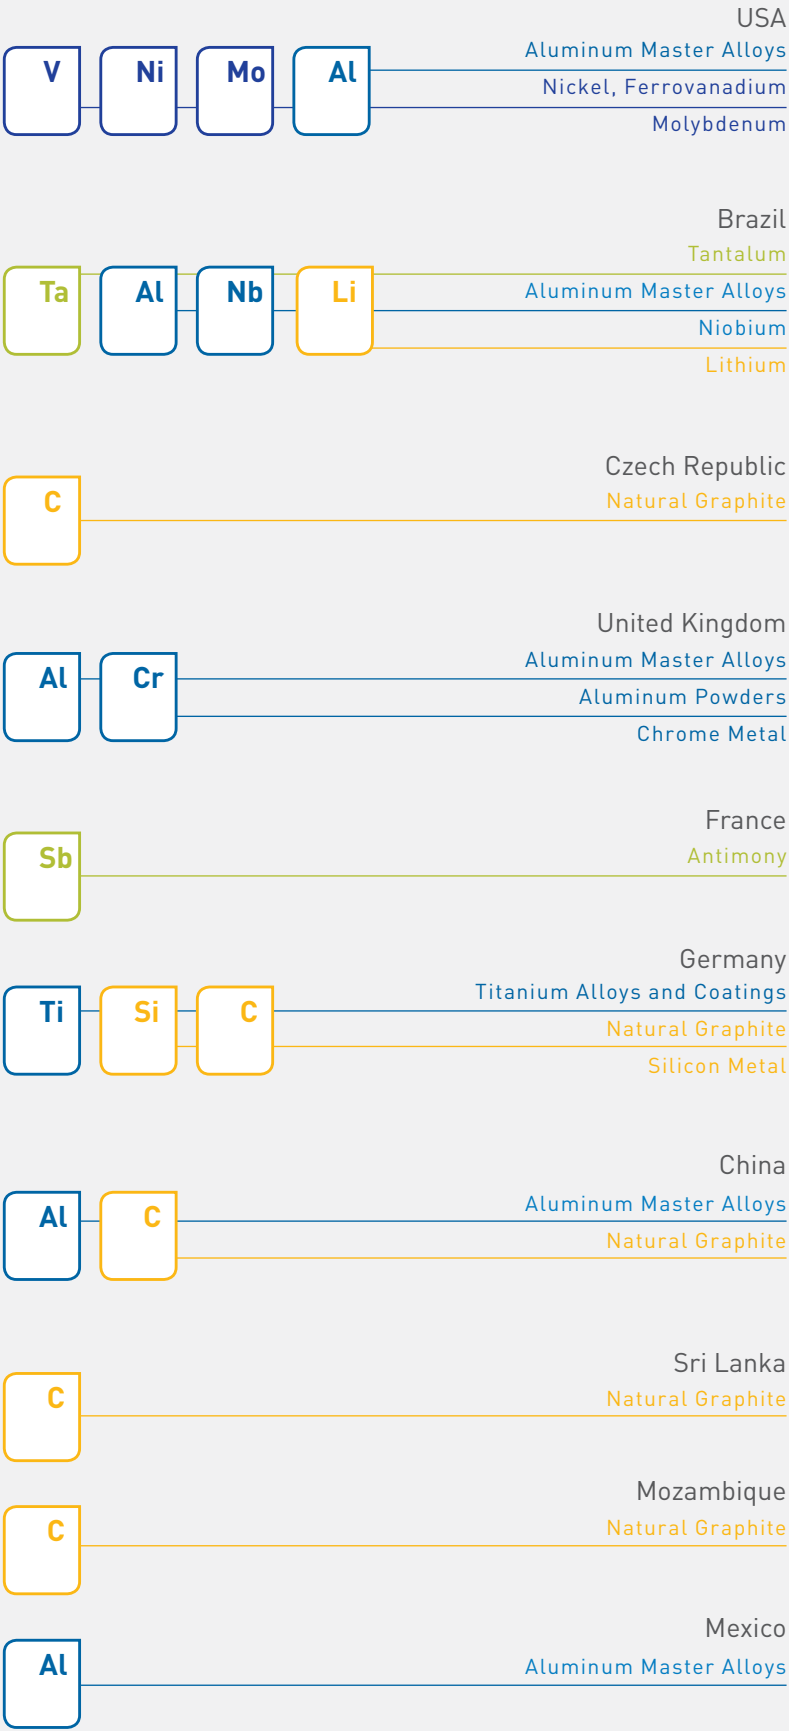 USA
Aluminum Master Alloys
V Ni Mo Al
Nickel, Ferrovanadium
Molybdenum
Brazil
Tantalum
Ta Al Nb Li
Aluminum Master Alloys
Niobium
Lithium
Czech Republic
C
Natural Graphite
United Kingdom
Aluminum Master Alloys
Al Cr
Aluminum Powders
Chrome Metal
France
Sb
Antimony
Germany
Titanium Alloys and Coatings
Ti Si C
Natural Graphite
Silicon Metal
China
Aluminum Master Alloys
Al C
Natural Graphite
Sri Lanka
C
Natural Graphite
Mozambique
C
Natural Graphite
Mexico
Al
Aluminum Master Alloys